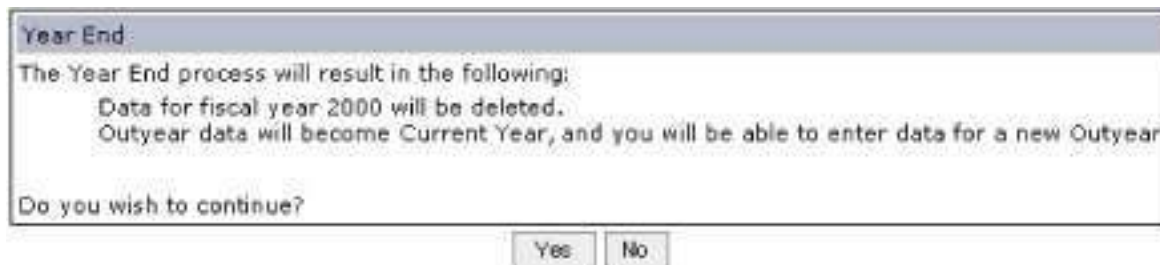 Year End
The Year End process will result in the following:
Data for fiscal year 2000 will be deleted.
Outyear data will become Current Year, and you will be able to enter data for a new Outyear
Do you wish to continue?
Yes No